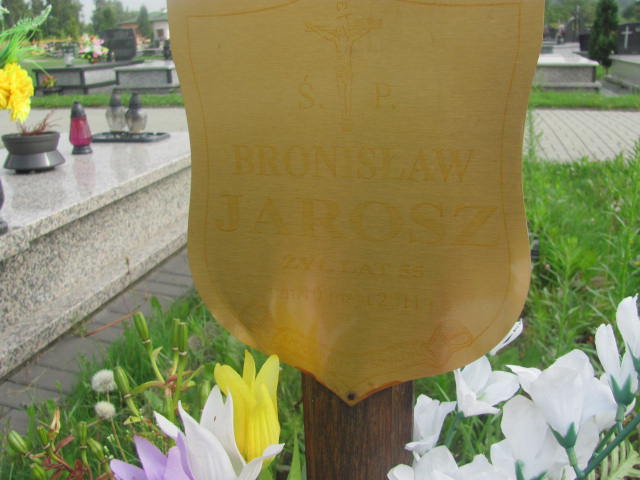 Ś. P.
BRONISŁAW
JAROSZ
ŻYŁ LAT 55